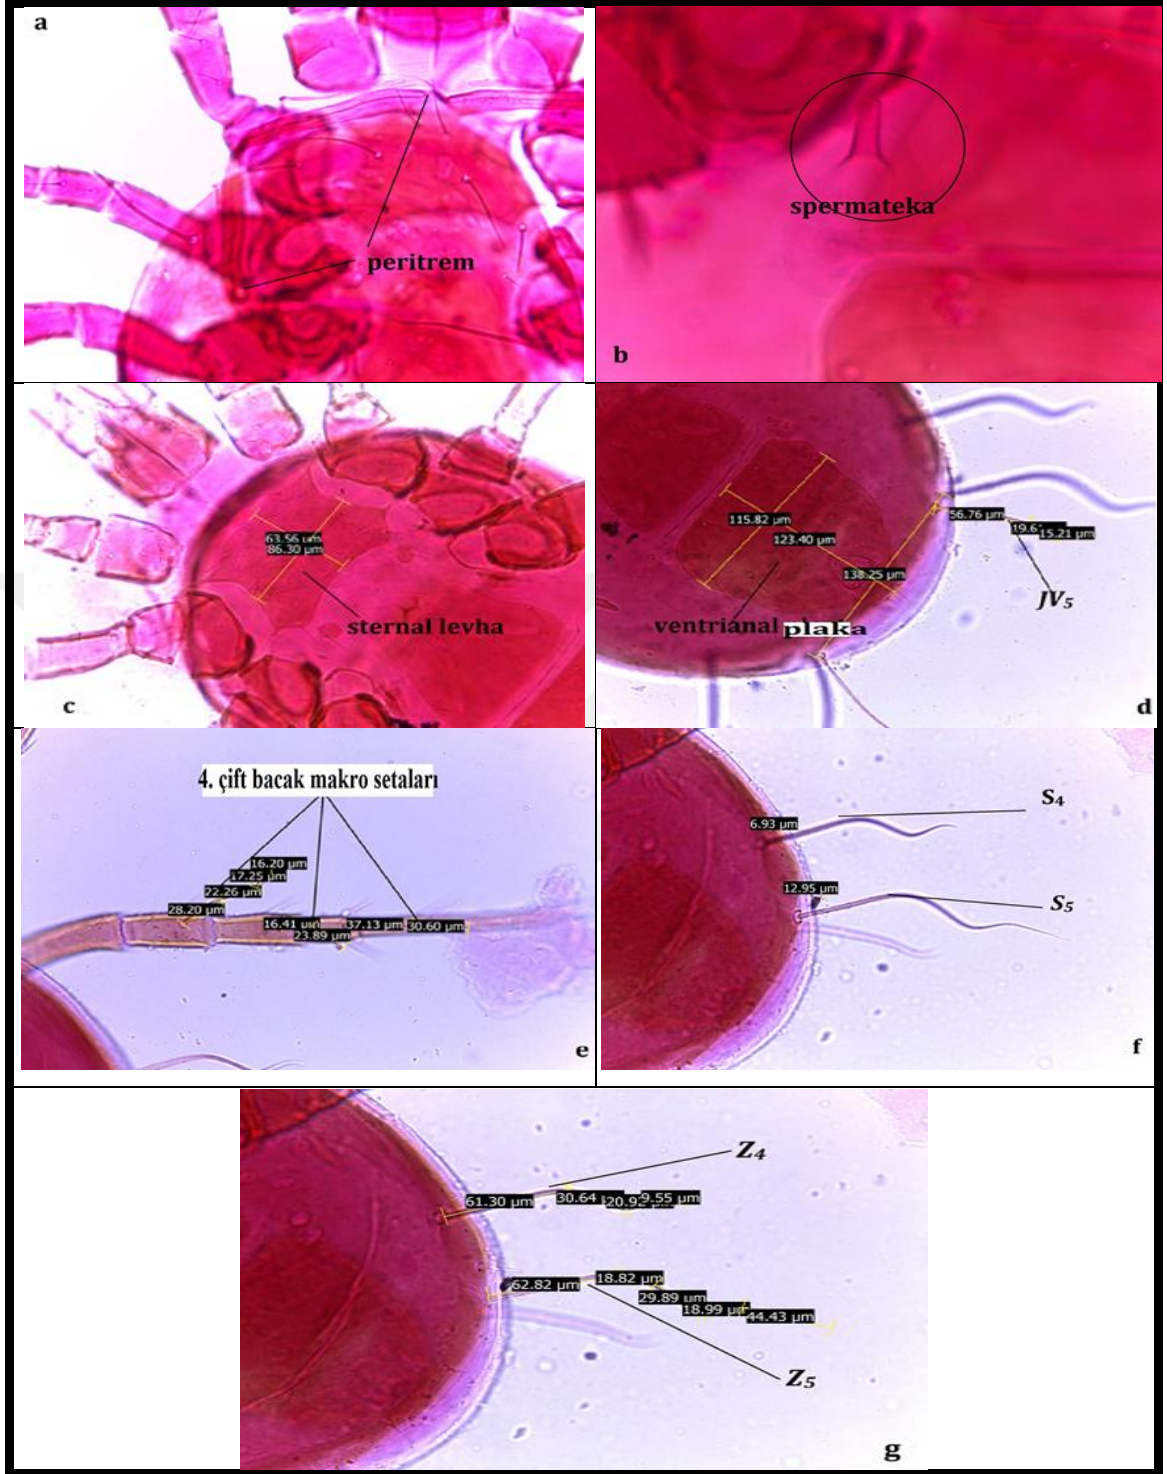 a
peritrem
spermateka
b
63.56 µm
86.30 µm
sternal levha
c
115.82 µm
123.40 µm
138.25 µm
56.76 µm
15.21 µm
JV₅
ventrianal plaka
d
4. çift bacak makro setaları
16.20 µm
17.25 µm
22.26 µm
28.20 µm
16.41 µm
37.13 µm
30.60 µm
23.89 µm
e
6.93 µm
S₄
12.95 µm
S₅
f
Z₄
61.30 µm
30.64
9.55 µm
62.82 µm
18.82 µm
29.89 µm
18.99 µm
44.43 µm
Z₅
g